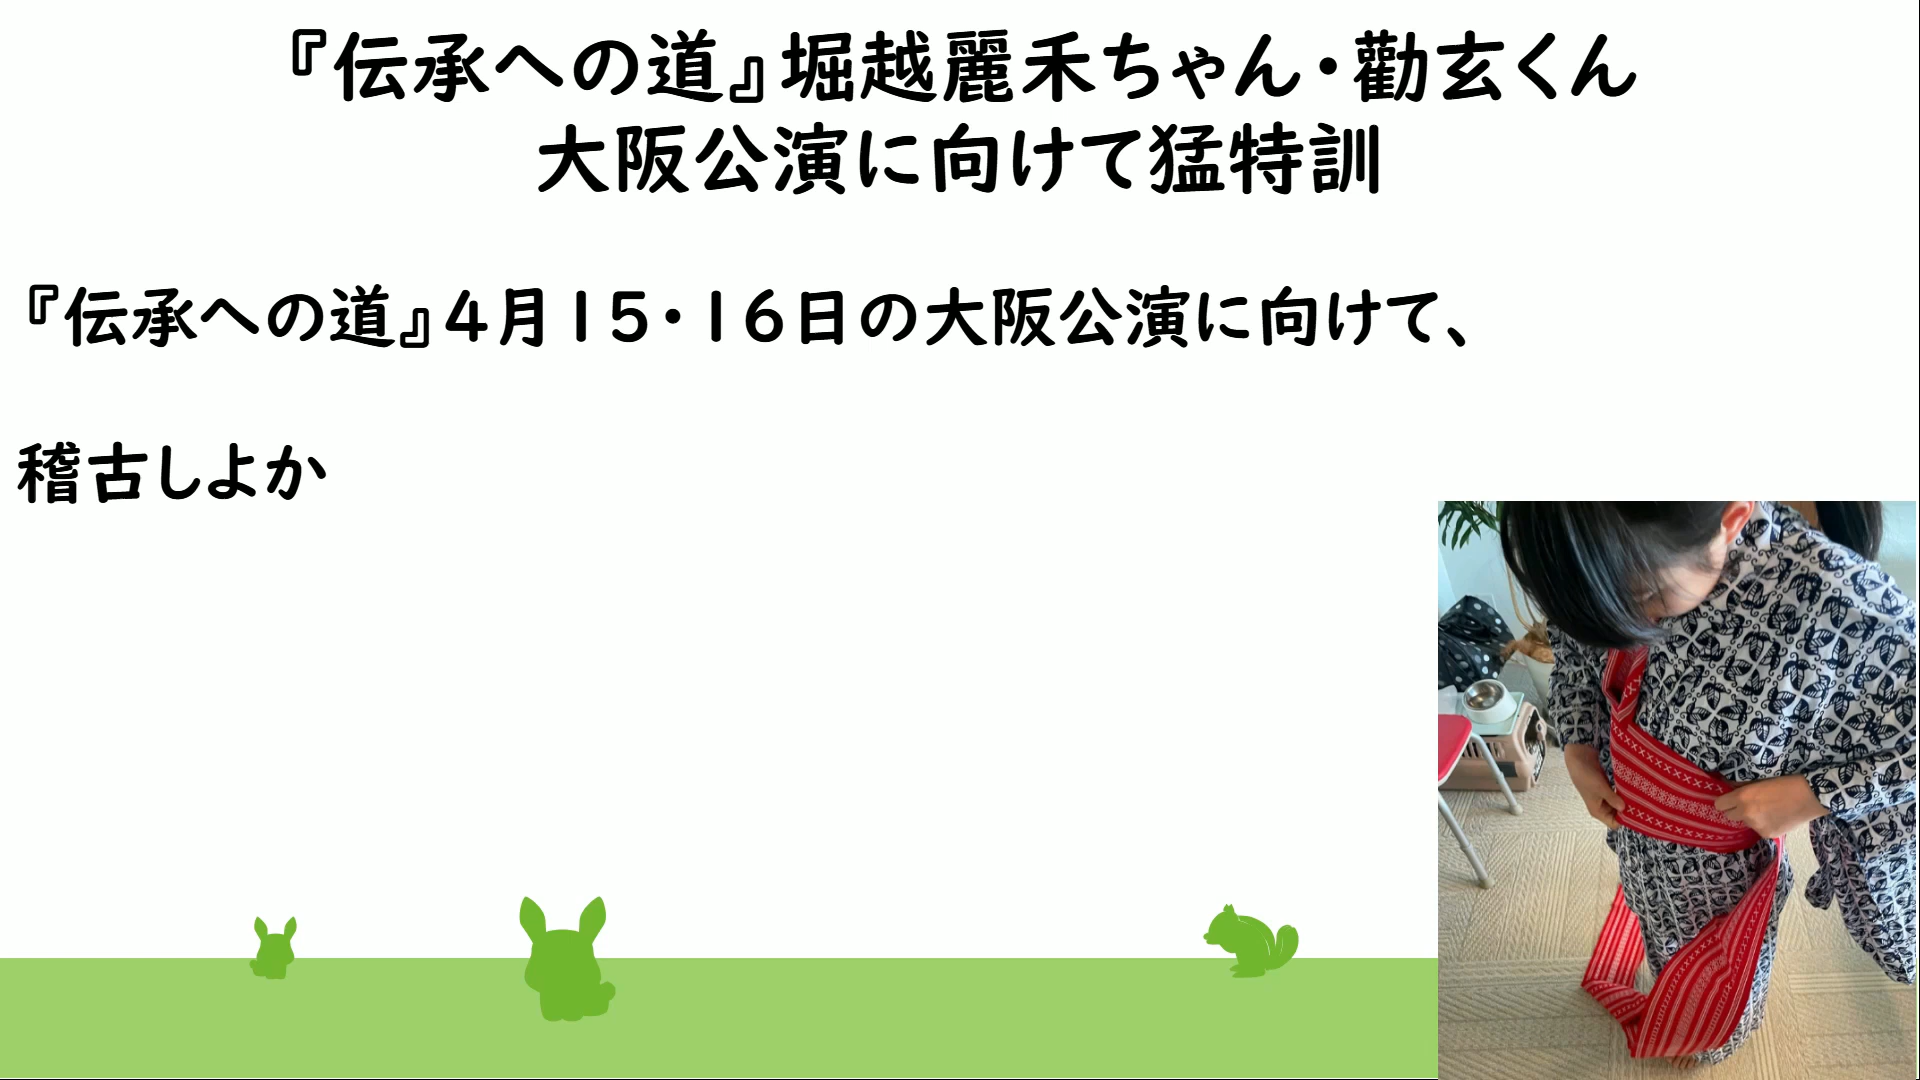 『伝承への道』堀越麗禾ちゃん・勸玄くん
大阪公演に向けて猛特訓
『伝承への道』4月15・16日の大阪公演に向けて、
稽古しよか